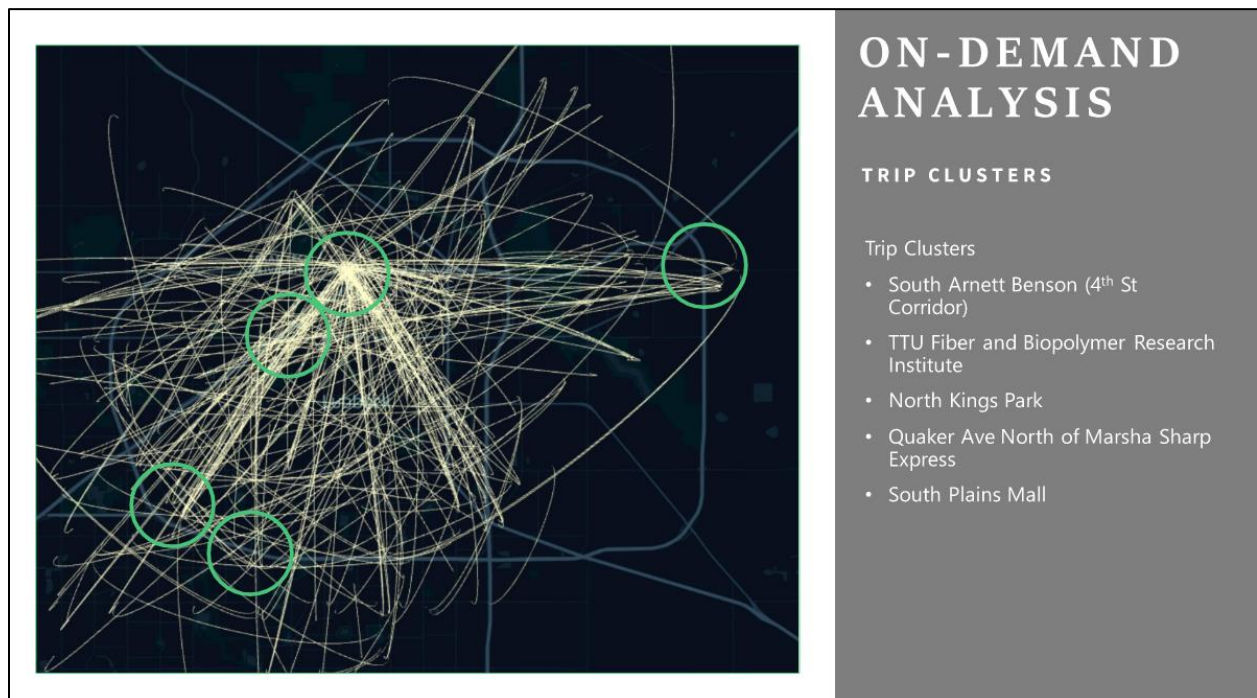 ON-DEMAND
ANALYSIS
TRIP CLUSTERS
Trip Clusters
• South Arnett Benson (4th St
Corridor)
• TTU Fiber and Biopolymer Research
Institute
• North Kings Park
• Quaker Ave North of Marsha Sharp
Express
• South Plains Mall